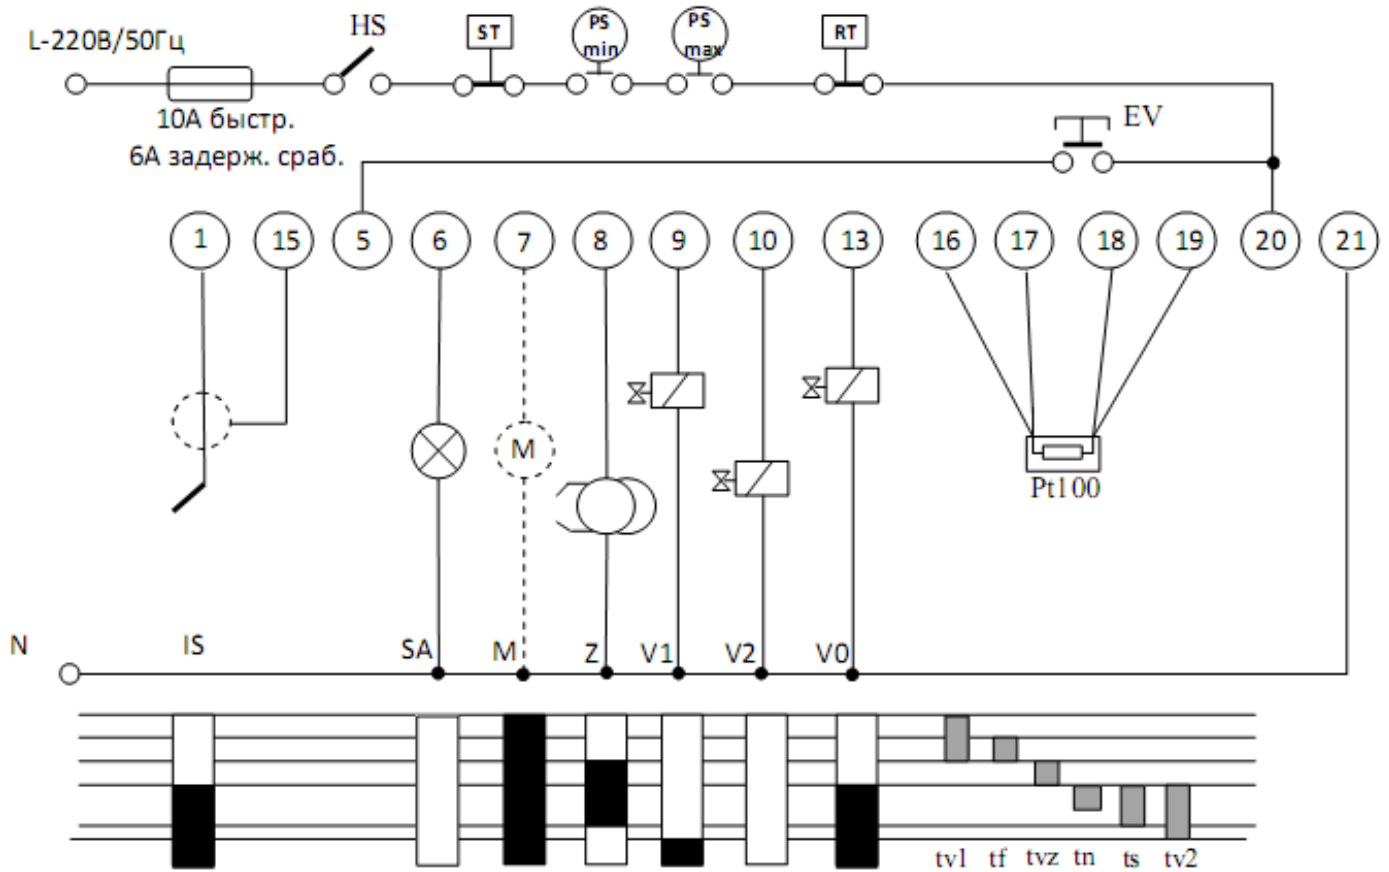 L-220В/50Гц
HS
ST
PS
min
PS
max
RT
10А быстр.
6А задерж. сраб.
EV
1 15 5 6 7 8 9 10 13 16 17 18 19 20 21
M
Pt100
N IS SA M Z V1 V2 V0
tv1 tf tvz tn ts tv2